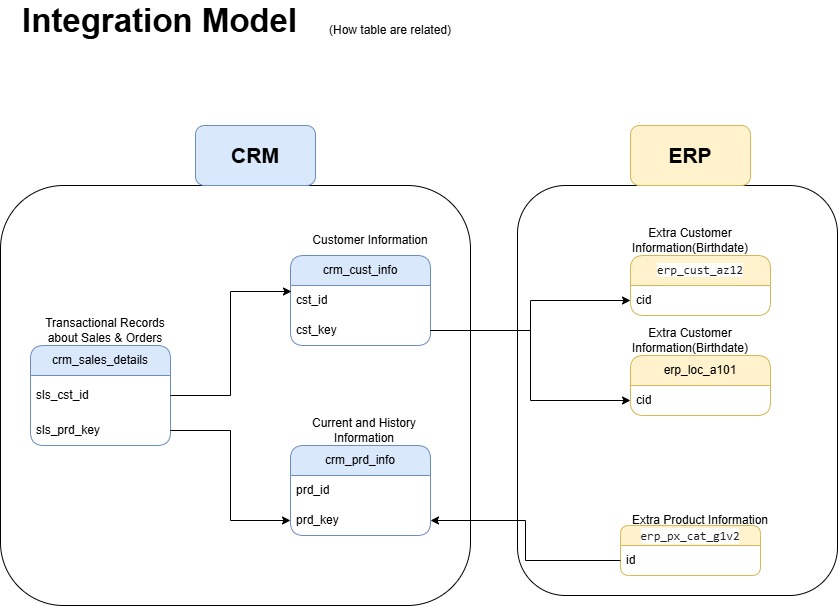 Integration Model
(How table are related)
CRM
ERP
Customer Information
crm_cust_info
cst_id
cst_key
Transactional Records
about Sales & Orders
crm_sales_details
sls_cst_id
sls_prd_key
Current and History
Information
crm_prd_info
prd_id
prd_key
Extra Customer
Information(Birthdate)
erp_cust_az12
cid
Extra Customer
Information(Birthdate)
erp_loc_a101
cid
Extra Product Information
erp_px_cat_g1v2
id